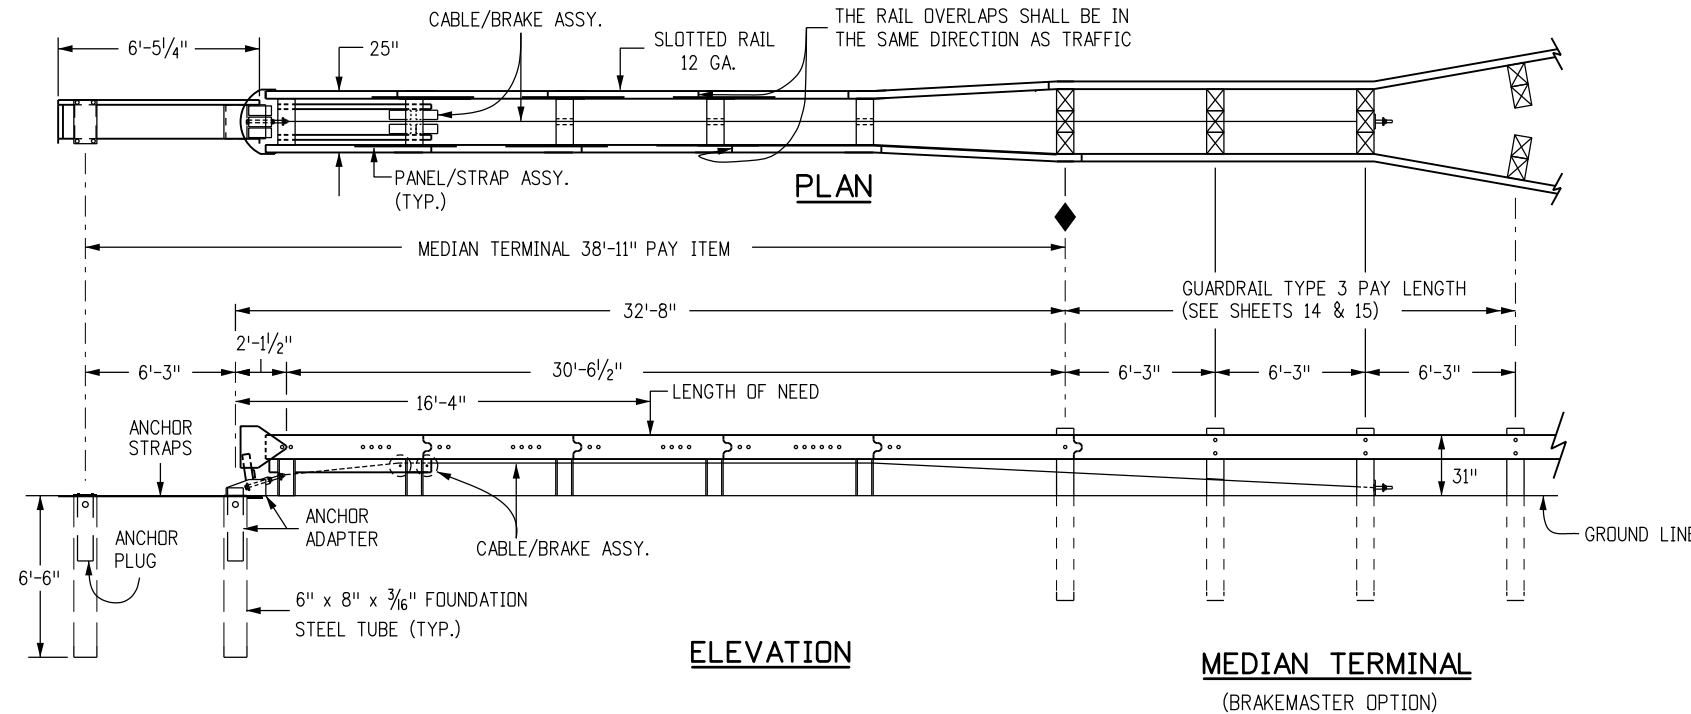 CABLE/BRAKE ASSY.
THE RAIL OVERLAPS SHALL BE IN
THE SAME DIRECTION AS TRAFFIC
6'-5¼"
25"
SLOTTED RAIL
12 GA.
PANEL/STRAP ASSY.
(TYP.)
PLAN
MEDIAN TERMINAL 38'-11" PAY ITEM
GUARDRAIL TYPE 3 PAY LENGTH
(SEE SHEETS 14 & 15)
32'-8"
2'-1½"
6'-3"
30'-6½"
6'-3"
6'-3"
6'-3"
16'-4"
LENGTH OF NEED
ANCHOR
STRAPS
31"
ANCHOR
ADAPTER
ANCHOR
PLUG
CABLE/BRAKE ASSY.
GROUND LINE
6'-6"
6" x 8" x 3/16" FOUNDATION
STEEL TUBE (TYP.)
ELEVATION
MEDIAN TERMINAL
(BRAKEMASTER OPTION)